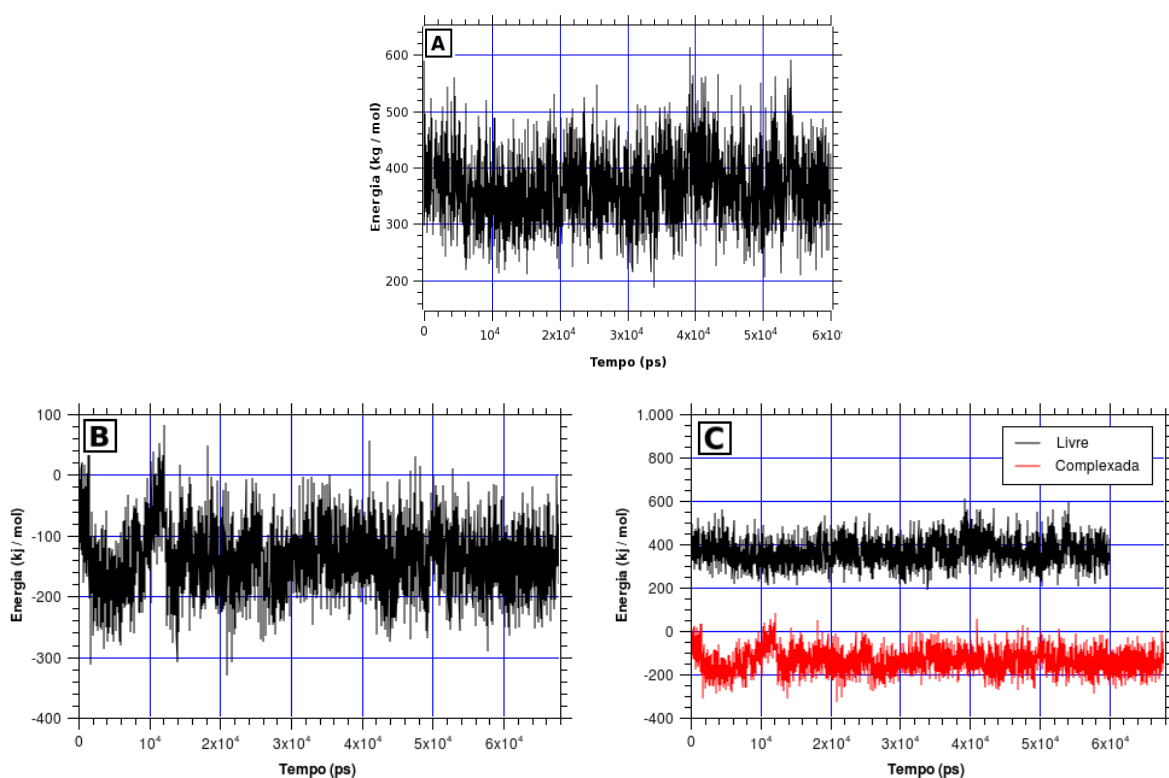 A
600
500
400
300
200
Energia (kg / mol)
0
10⁴
2x10⁴
3x10⁴
4x10⁴
5x10⁴
6x10
Tempo (ps)
B
100
0
-100
-200
-300
-400
Energia (kj / mol)
0
10⁴
2x10⁴
3x10⁴
4x10⁴
5x10⁴
6x10⁴
Tempo (ps)
C
Livre
Complexada
1.000
800
600
400
200
0
-200
-400
Energia (kj / mol)
0
10⁴
2x10⁴
3x10⁴
4x10⁴
5x10⁴
6x10⁴
Tempo (ps)